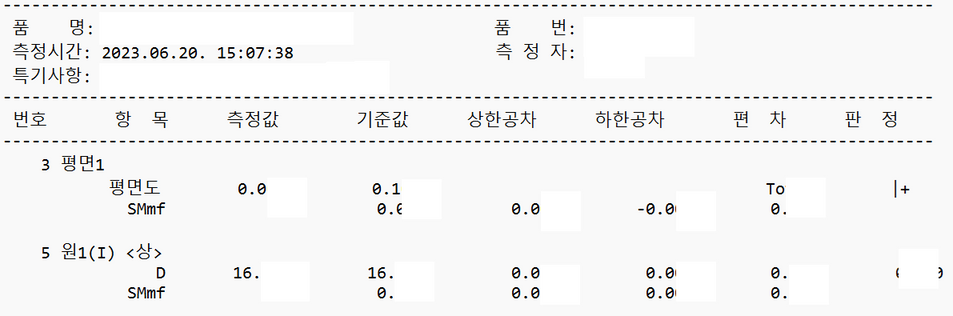 품 명: 품 번:
측정시간: 2023.06.20. 15:07:38 측 정 자:
특기사항:
번호 항 목 측정값 기준값 상한공차 하한공차 편 차 판 정
3 평면1
평면도 0.0 0.1 To |+
SMmf 0.0 0.0 -0.0 0.
5 원1(I) <상>
D 16. 16. 0.0 0.0 0.
SMmf 0. 0.0 0.0 0.